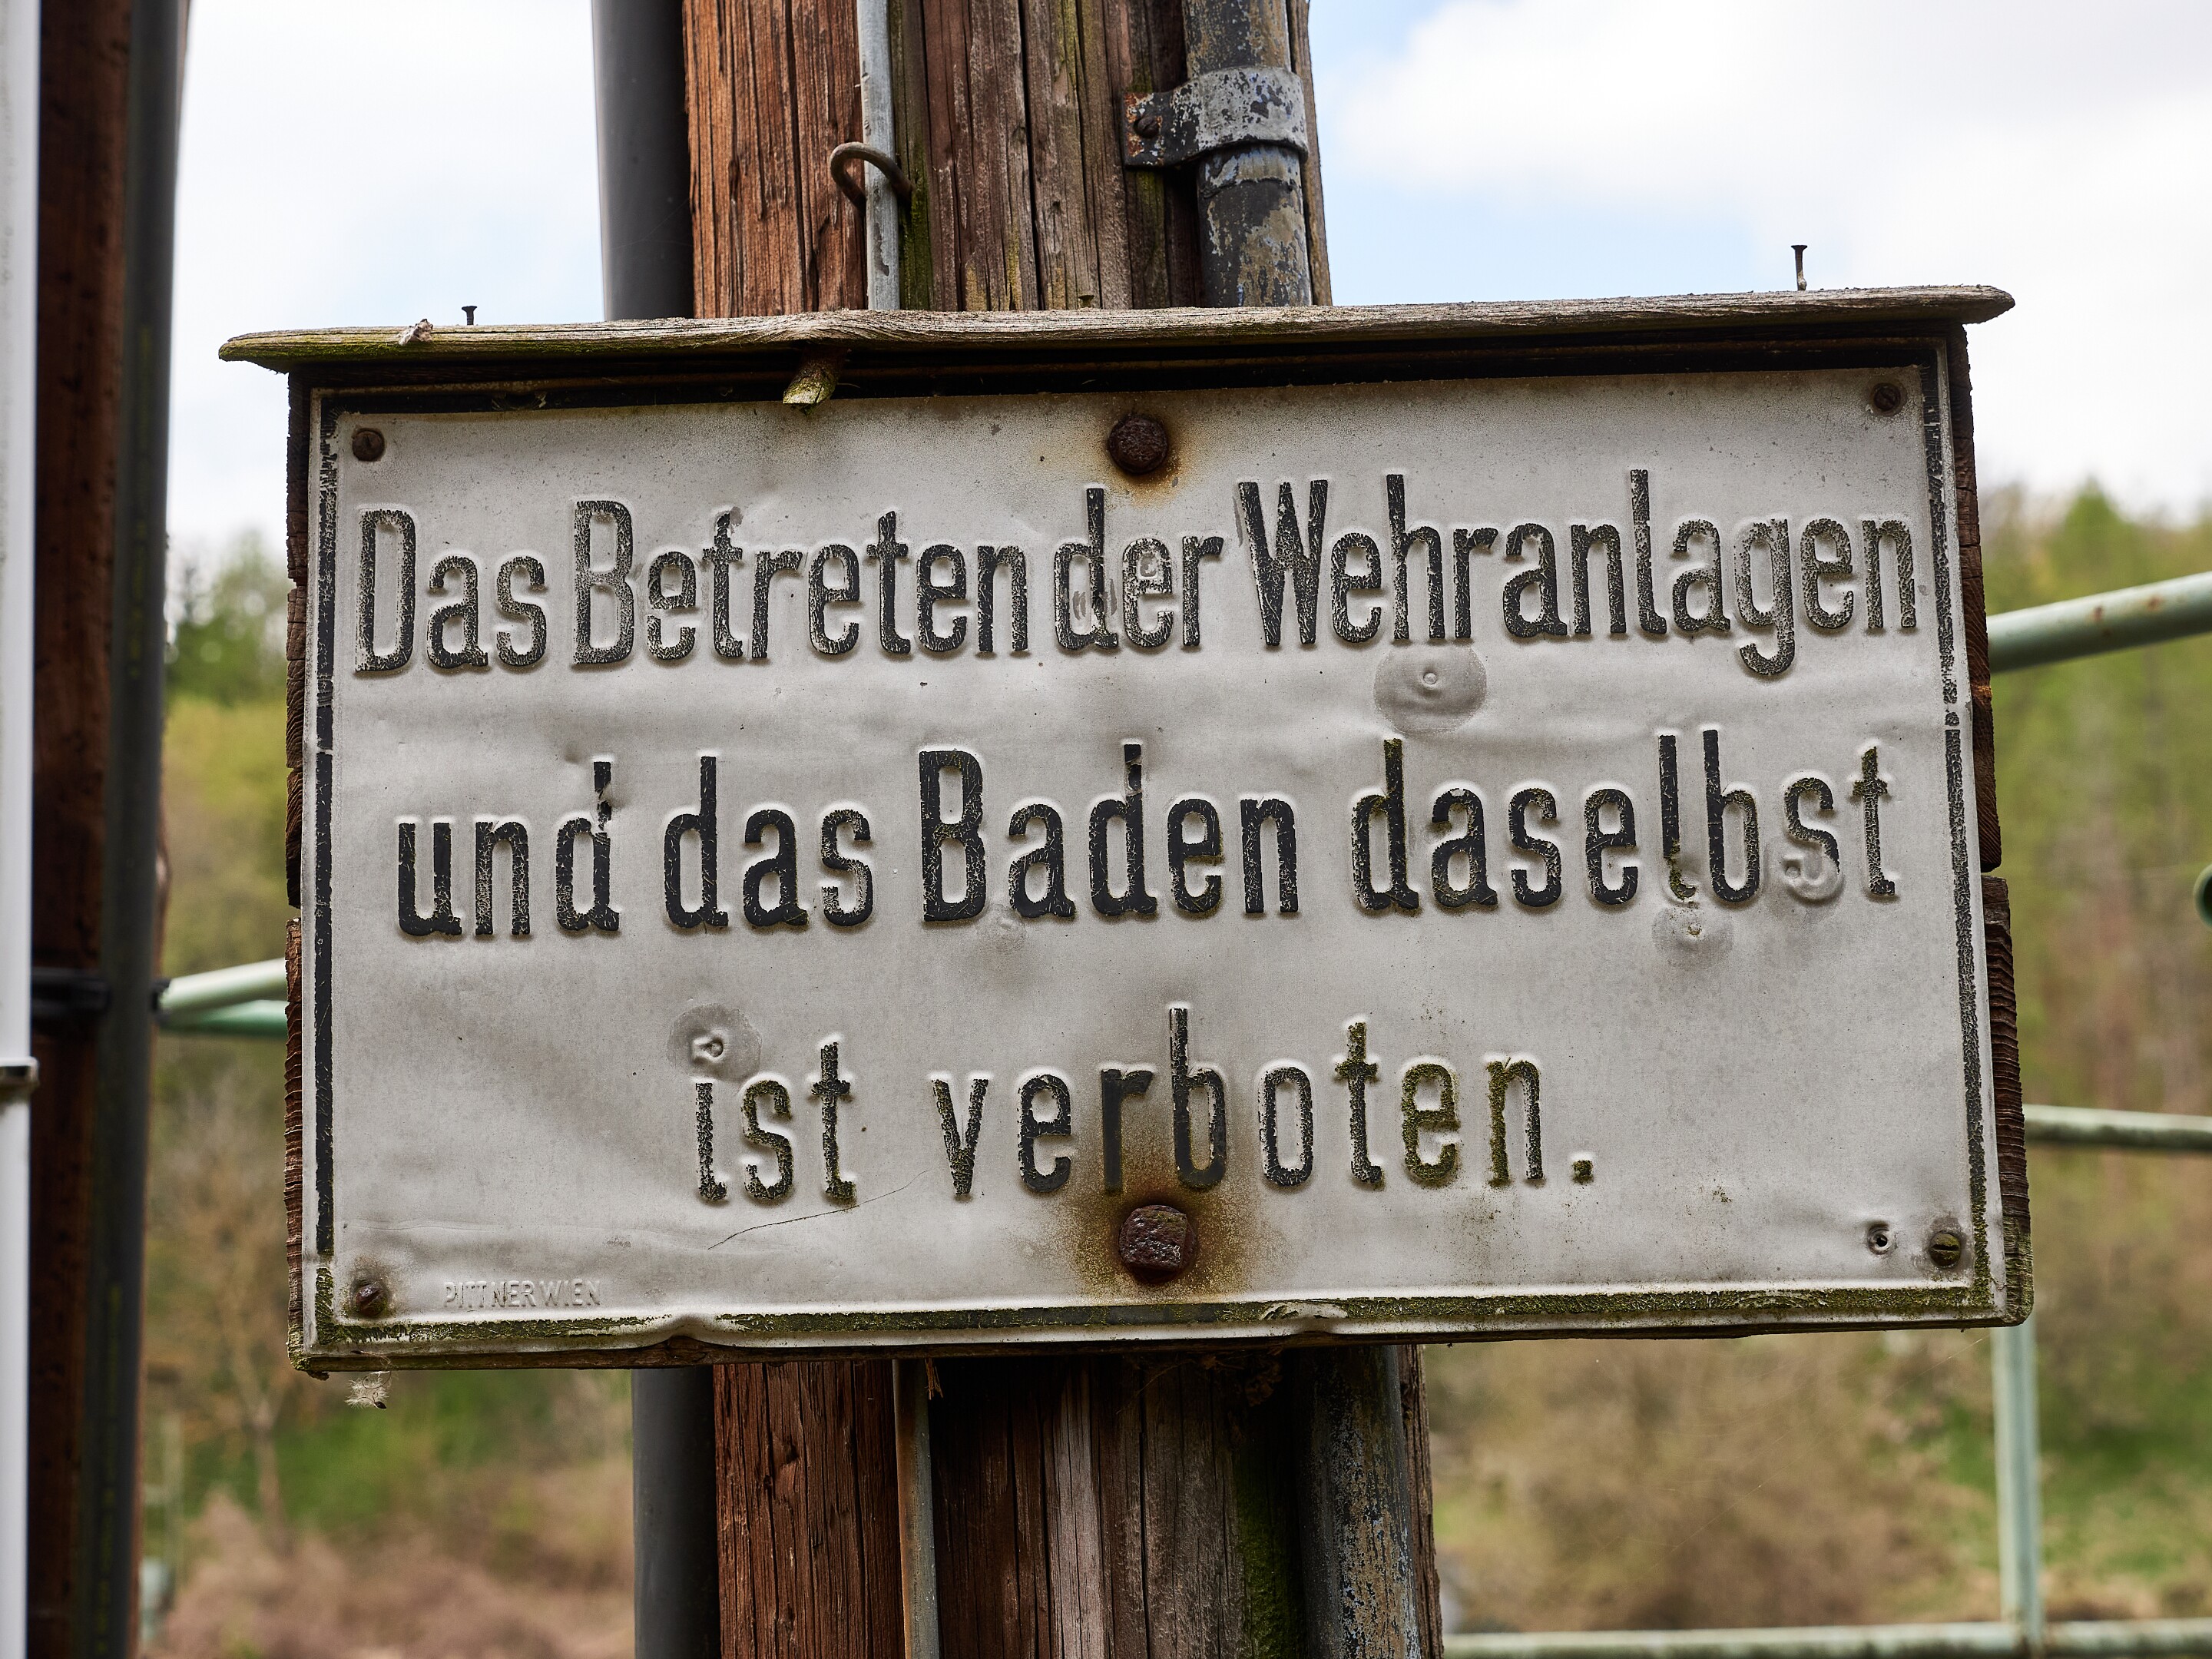 Das Betreten der Wehranlagen
und das Baden daselbst
ist verboten.
PITTNER WIEN